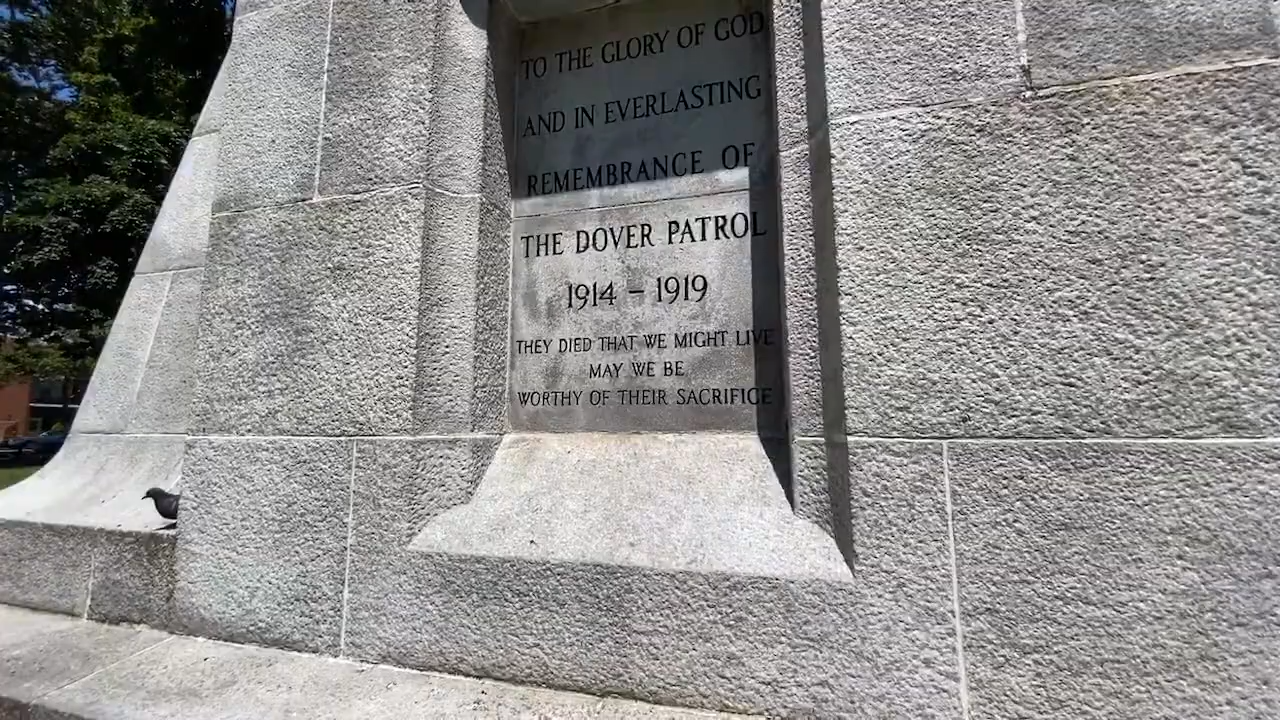 TO THE GLORY OF GOD
AND IN EVERLASTING
REMEMBRANCE OF
THE DOVER PATROL
1914 – 1919
THEY DIED THAT WE MIGHT LIVE
MAY WE BE
WORTHY OF THEIR SACRIFICE